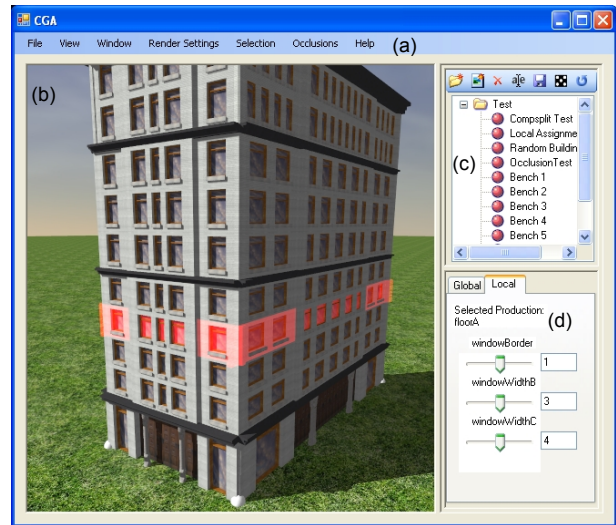 CGA
File View Window Render Settings Selection Occlusions Help (a)
(b)
Test
Compsplit Test
Local Assignme
Random Buildin
(c) OcclusionTest
Bench 1
Bench 2
Bench 3
Bench 4
Bench 5
Global Local
Selected Production:
floorA (d)
windowBorder
1
windowWidthB
3
windowWidthC
4